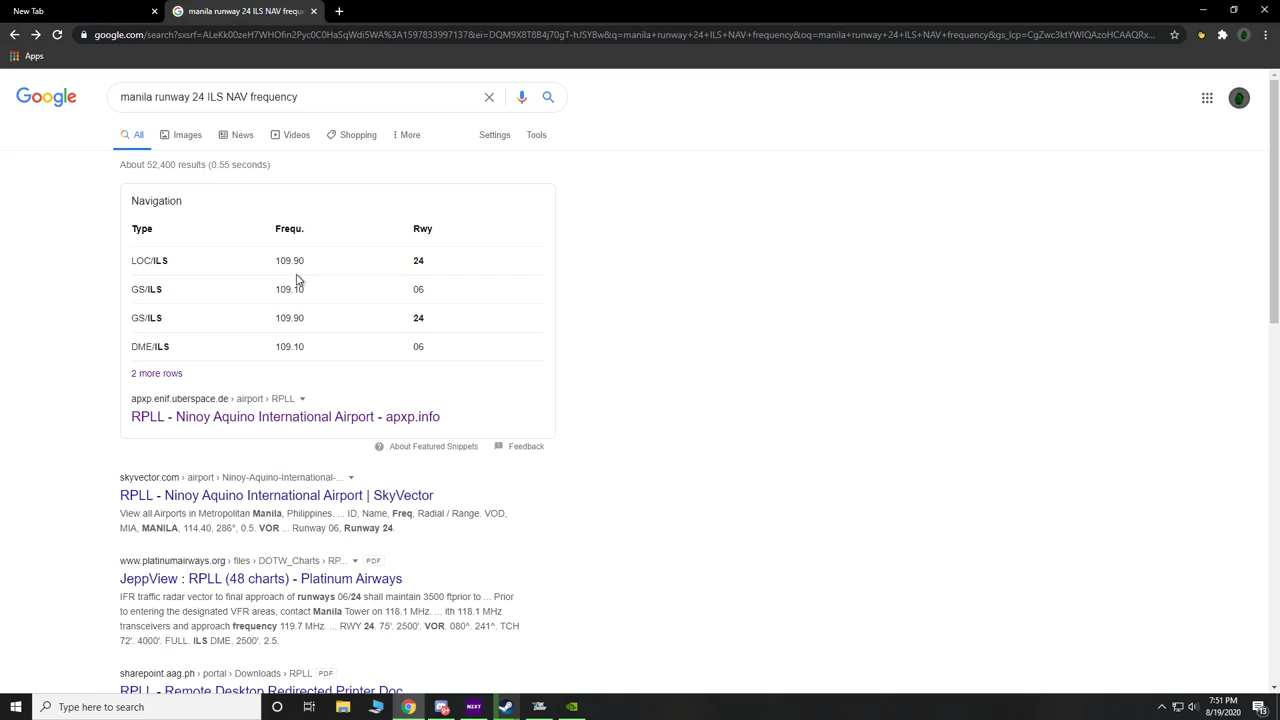 New Tab
manila runway 24 ILS NAV freque
google.com/search?sxsrf=ALeKk00zeH7WHOfin2Pyc0C0HaSqWdi5WA%3A1597833997137&ei=DQM9X8T8B4j70gT-hJSYBw&q=manila+runway+24+ILS+NAV+frequency&oq=manila+runway+24+ILS+NAV+frequency&gs_lcp=CgZwc3ktYWIQAzoHCAAQRx...
Apps
Google
manila runway 24 ILS NAV frequency
All Images News Videos Shopping More Settings Tools
About 52,400 results (0.55 seconds)
Navigation
Type Frequ. Rwy
LOC/ILS 109.90 24
GS/ILS 109.10 06
GS/ILS 109.90 24
DME/ILS 109.10 06
2 more rows
apxp.enif.uberspace.de › airport › RPLL
RPLL - Ninoy Aquino International Airport - apxp.info
About Featured Snippets Feedback
skyvector.com › airport › Ninoy-Aquino-International-...
RPLL - Ninoy Aquino International Airport | SkyVector
View all Airports in Metropolitan Manila, Philippines. ... ID, Name, Freq, Radial / Range. VOD,
MIA, MANILA, 114.40, 286°, 0.5. VOR ... Runway 06, Runway 24.
www.platinumairways.org › files › DOTW_Charts › RP... PDF
JeppView : RPLL (48 charts) - Platinum Airways
IFR traffic radar vector to final approach of runways 06/24 shall maintain 3500 ftprior to ... Prior
to entering the designated VFR areas, contact Manila Tower on 118.1 MHz. ... ith 118.1 MHz
transceivers and approach frequency 119.7 MHz. ... RWY 24. 75'. 2500'. VOR. 080^. 241^. TCH
72'. 4000'. FULL. ILS DME. 2500'. 2.5.
sharepoint.aag.ph › portal › Downloads › RPLL PDF
RPLL - Remote Desktop Redirected Printer Doc
Type here to search
NZXT
7:51 PM
8/19/2020